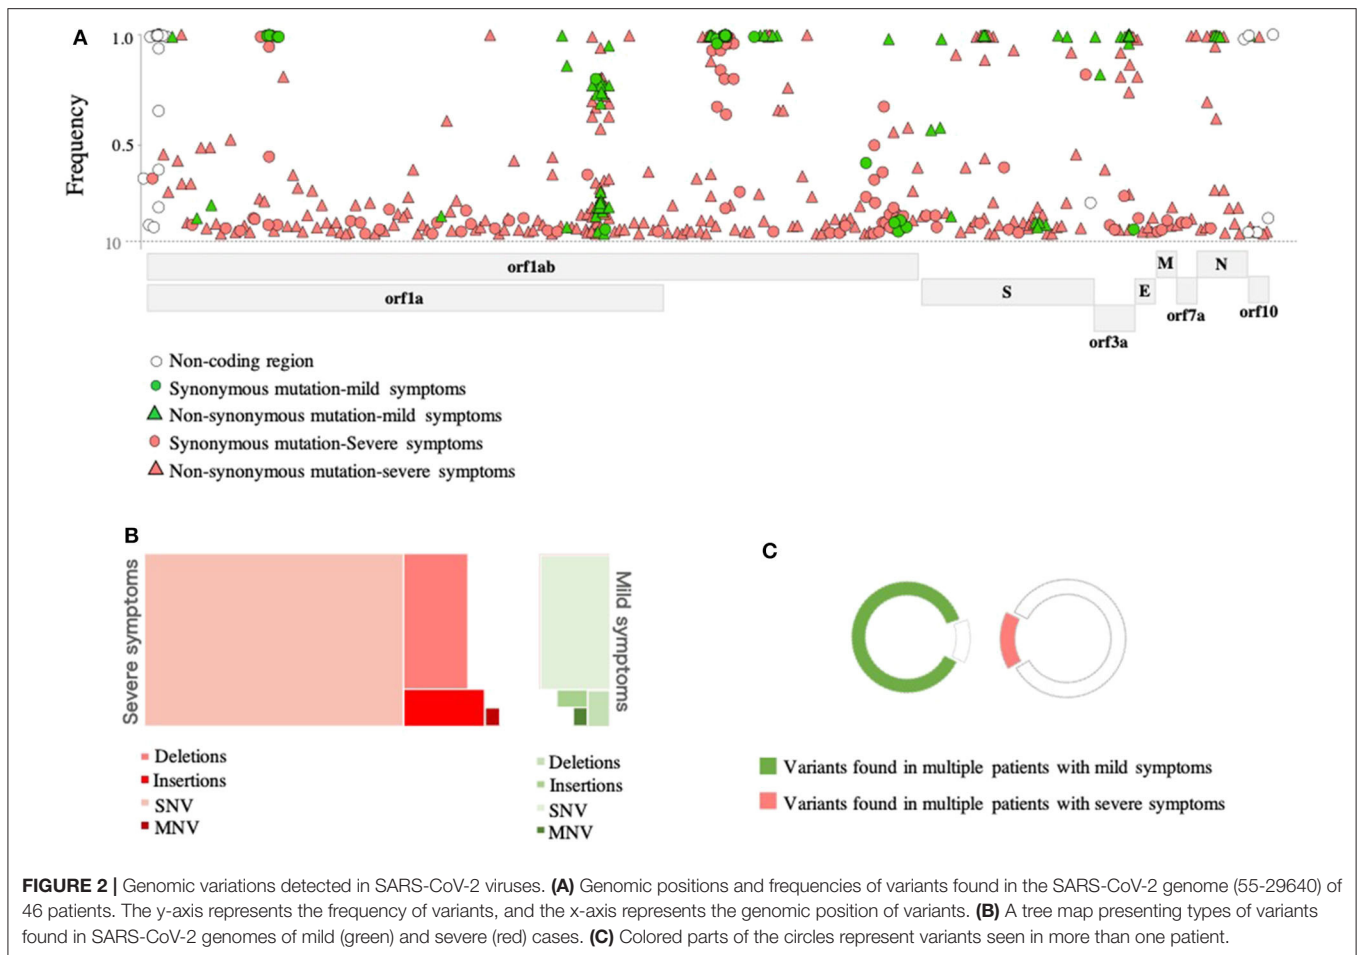 A
1.0
Frequency
0.5
10
orf1ab
orf1a
S
orf3a
E
M
orf7a
N
orf10
Non-coding region
Synonymous mutation-mild symptoms
Non-synonymous mutation-mild symptoms
Synonymous mutation-Severe symptoms
Non-synonymous mutation-severe symptoms
B
Severe symptoms
Mild symptoms
Deletions
Insertions
SNV
MNV
Deletions
Insertions
SNV
MNV
C
Variants found in multiple patients with mild symptoms
Variants found in multiple patients with severe symptoms
FIGURE 2 | Genomic variations detected in SARS-CoV-2 viruses. (A) Genomic positions and frequencies of variants found in the SARS-CoV-2 genome (55-29640) of
46 patients. The y-axis represents the frequency of variants, and the x-axis represents the genomic position of variants. (B) A tree map presenting types of variants
found in SARS-CoV-2 genomes of mild (green) and severe (red) cases. (C) Colored parts of the circles represent variants seen in more than one patient.